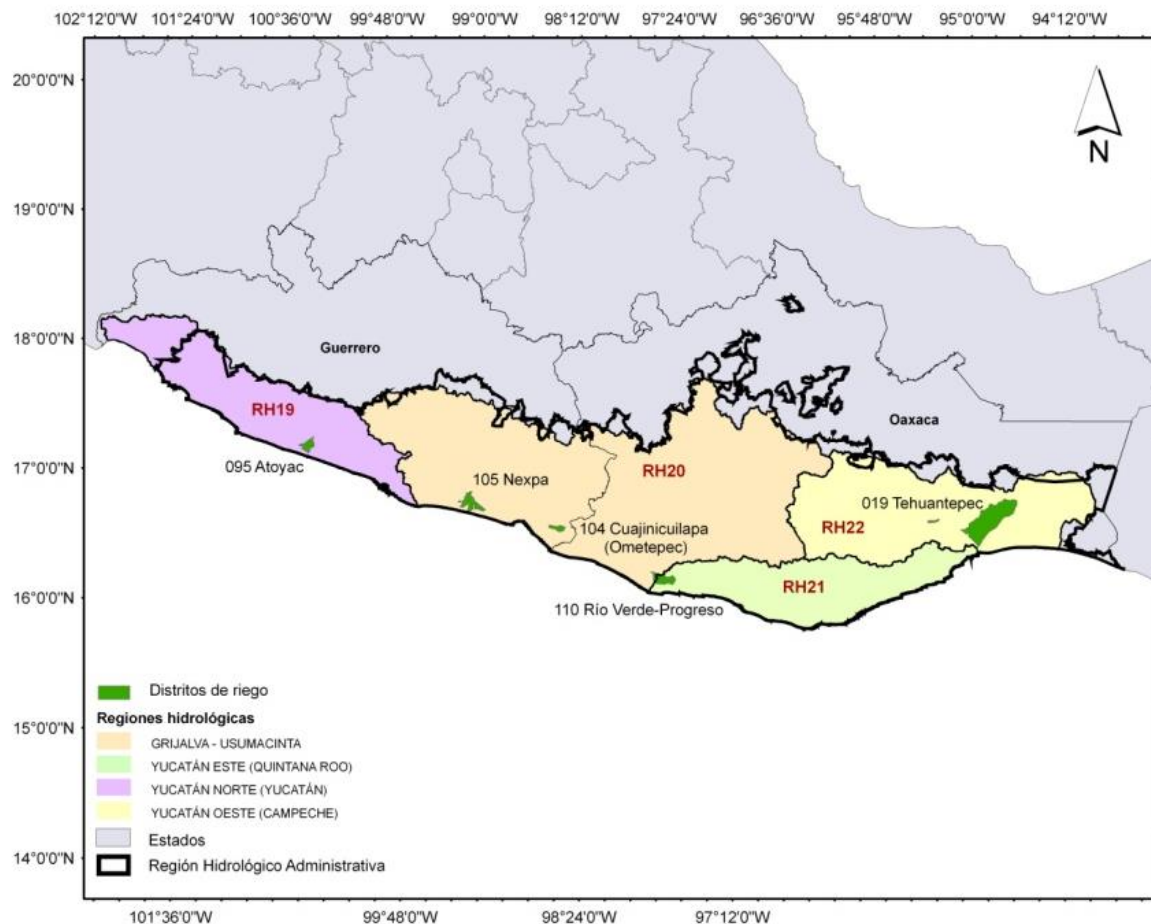 102°12'0"W 101°24'0"W 100°36'0"W 99°48'0"W 99°0'0"W 98°12'0"W 97°24'0"W 96°36'0"W 95°48'0"W 95°0'0"W 94°12'0"W
20°0'0"N
N
19°0'0"N
18°0'0"N
Guerrero
RH19
Oaxaca
17°0'0"N
095 Atoyac
105 Nexpa
RH20
019 Tehuantepec
104 Cuajinicuilapa
(Ometepec)
RH22
16°0'0"N
110 Río Verde-Progreso
RH21
Distritos de riego
Regiones hidrológicas
15°0'0"N
GRIJALVA - USUMACINTA
YUCATÁN ESTE (QUINTANA ROO)
YUCATÁN NORTE (YUCATÁN)
YUCATÁN OESTE (CAMPECHE)
Estados
14°0'0"N
Región Hidrológico Administrativa
101°36'0"W 99°48'0"W 98°24'0"W 97°12'0"W